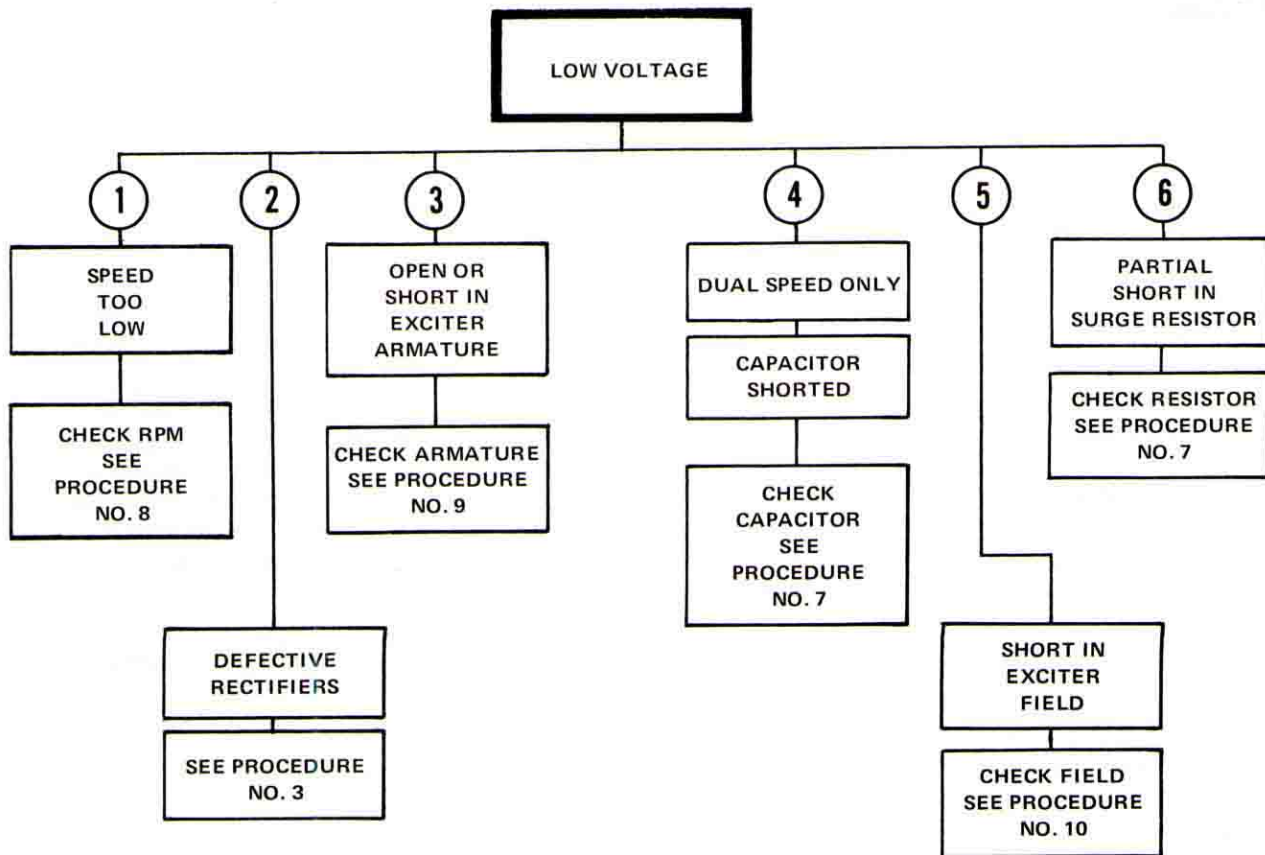 LOW VOLTAGE
1
SPEED
TOO
LOW
CHECK RPM
SEE
PROCEDURE
NO. 8
2
DEFECTIVE
RECTIFIERS
SEE PROCEDURE
NO. 3
3
OPEN OR
SHORT IN
EXCITER
ARMATURE
CHECK ARMATURE
SEE PROCEDURE
NO. 9
4
DUAL SPEED ONLY
CAPACITOR
SHORTED
CHECK
CAPACITOR
SEE
PROCEDURE
NO. 7
5
SHORT IN
EXCITER
FIELD
CHECK FIELD
SEE PROCEDURE
NO. 10
6
PARTIAL
SHORT IN
SURGE RESISTOR
CHECK RESISTOR
SEE PROCEDURE
NO. 7